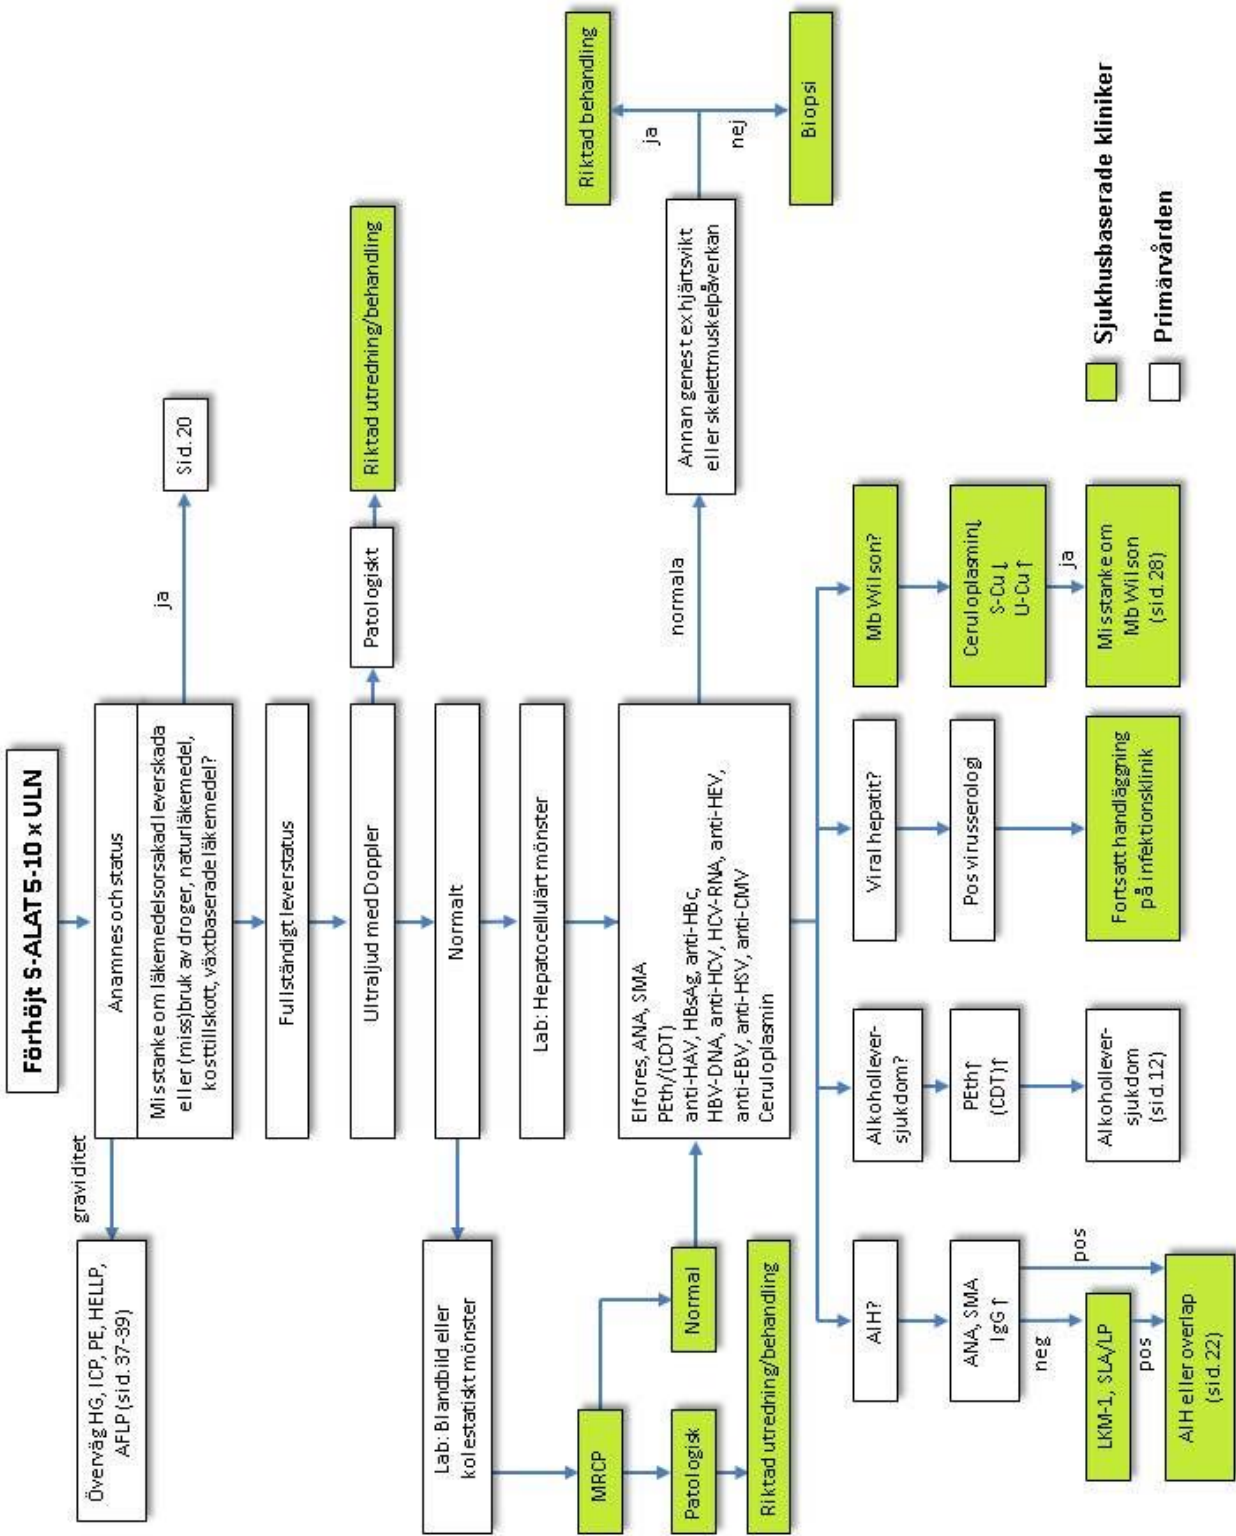 Förhöjt S-ALAT 5-10 x ULN
Anamnes och status
Misstanke om läkemedelsorsakad leverskada
eller (miss)bruk av droger, naturläkemedel,
kosttillskott, växtbaserade läkemedel?
graviditet
Överväg HG, ICP, PE, HELLP,
AFLP (sid. 37-39)
ja
Sid. 20
Fullständigt leverstatus
Ultraljud med Doppler
Patologiskt
Riktad utredning/behandling
Normalt
Lab: Blandbild eller
kolestatiskt mönster
Lab: Hepatocellulärt mönster
MRCP
Normal
Patologisk
Riktad utredning/behandling
Elfores, ANA, SMA
PEth/(CDT)
anti-HAV, HBsAg, anti-HBc,
HBV-DNA, anti-HCV, HCV-RNA, anti-HEV,
anti-EBV, anti-HSV, anti-CMV
Ceruloplasmin
normala
Annan genes t ex hjärtsvikt
eller skelettmuskelpåverkan
ja
Riktad behandling
nej
Biopsi
AIH?
ANA, SMA
IgG ↑
neg
pos
LKM-1, SLA/LP
pos
AIH eller overlap
(sid. 22)
Alkohollever-
sjukdom?
PEth↑
(CDT)↑
Alkohollever-
sjukdom
(sid. 12)
Viral hepatit?
Pos virusserologi
Fortsatt handläggning
på infektionsklinik
Mb Wilson?
Ceruloplasmin↓
S-Cu ↓
U-Cu ↑
ja
Misstanke om
Mb Wilson
(sid. 28)
Sjukhusbaserade kliniker
Primärvården